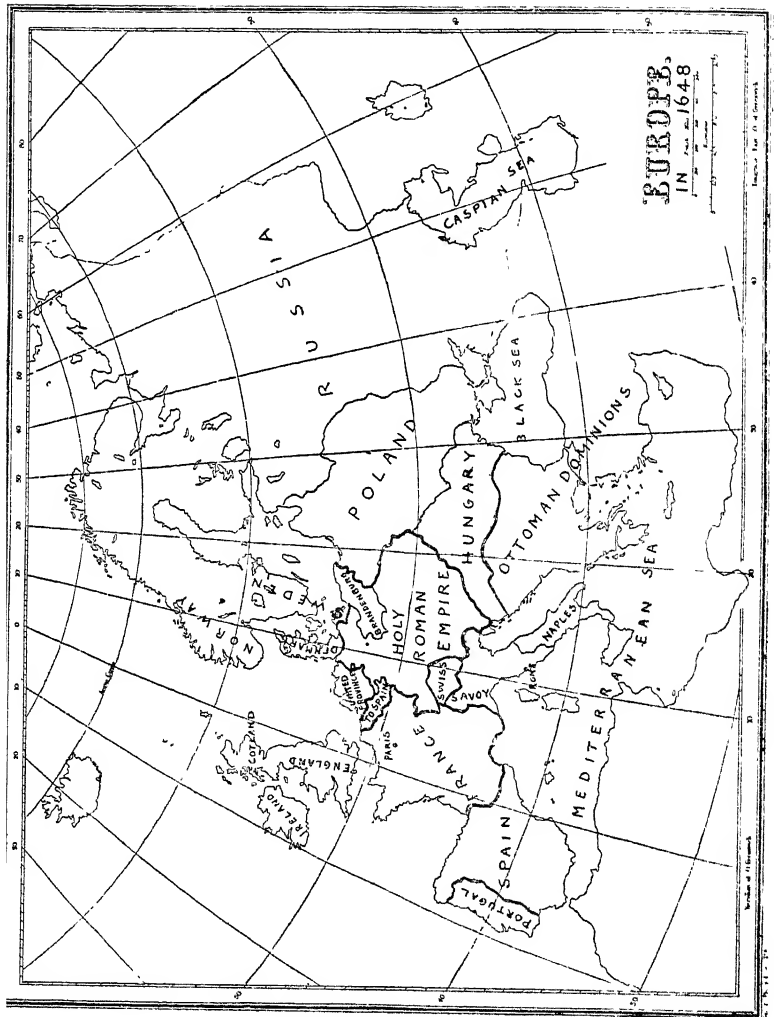 EUROPE.
IN 1648
RUSSIA
CASPIAN SEA
BLACK SEA
POLAND
HUNGARY
OTTOMAN DOMINIONS
NORWAY
SWEDEN
DENMARK
BRANDENBURG
HOLY
ROMAN
EMPIRE
UNITED
PROVINCES
TO SPAIN
SWISS
SAVOY
NAPLES
ROME
SCOTLAND
ENGLAND
IRELAND
PARIS
FRANCE
SPAIN
PORTUGAL
MEDITERRANEAN SEA